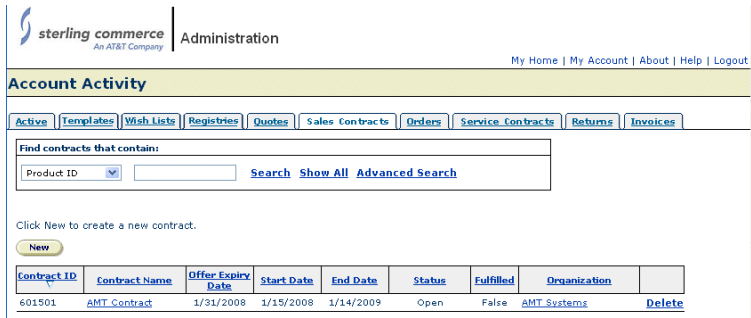 sterling commerce
An AT&T Company
Administration
My Home | My Account | About | Help | Logout
Account Activity
Active Templates Wish Lists Registries Quotes Sales Contracts Orders Service Contracts Returns Invoices
Find contracts that contain:
Product ID Search Show All Advanced Search
Click New to create a new contract.
New
Contract ID Contract Name Offer Expiry Date Start Date End Date Status Fulfilled Organization
601501 AMT Contract 1/31/2008 1/15/2008 1/14/2009 Open False AMT Systems Delete